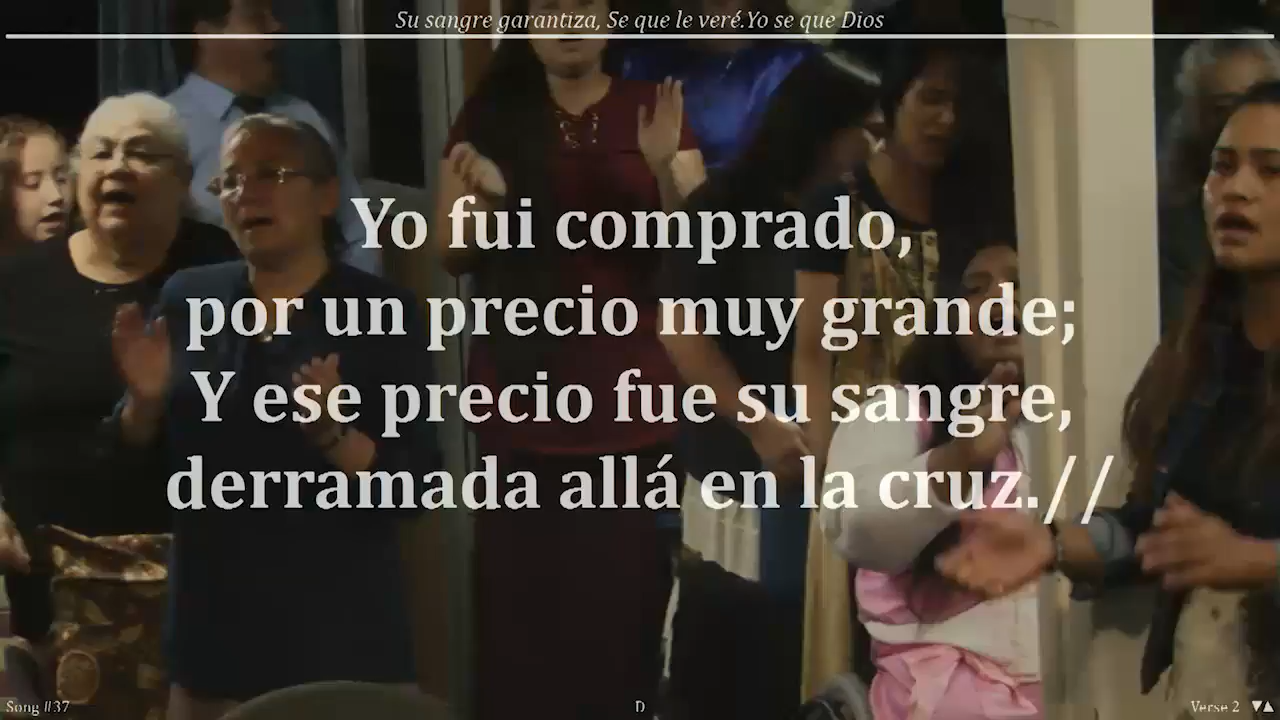 Su sangre garantiza, Se que le veré.Yo se que Dios
Yo fui comprado,
por un precio muy grande;
Y ese precio fue su sangre,
derramada allá en la cruz.//
Song #37
D
Verse 2 ▼▲